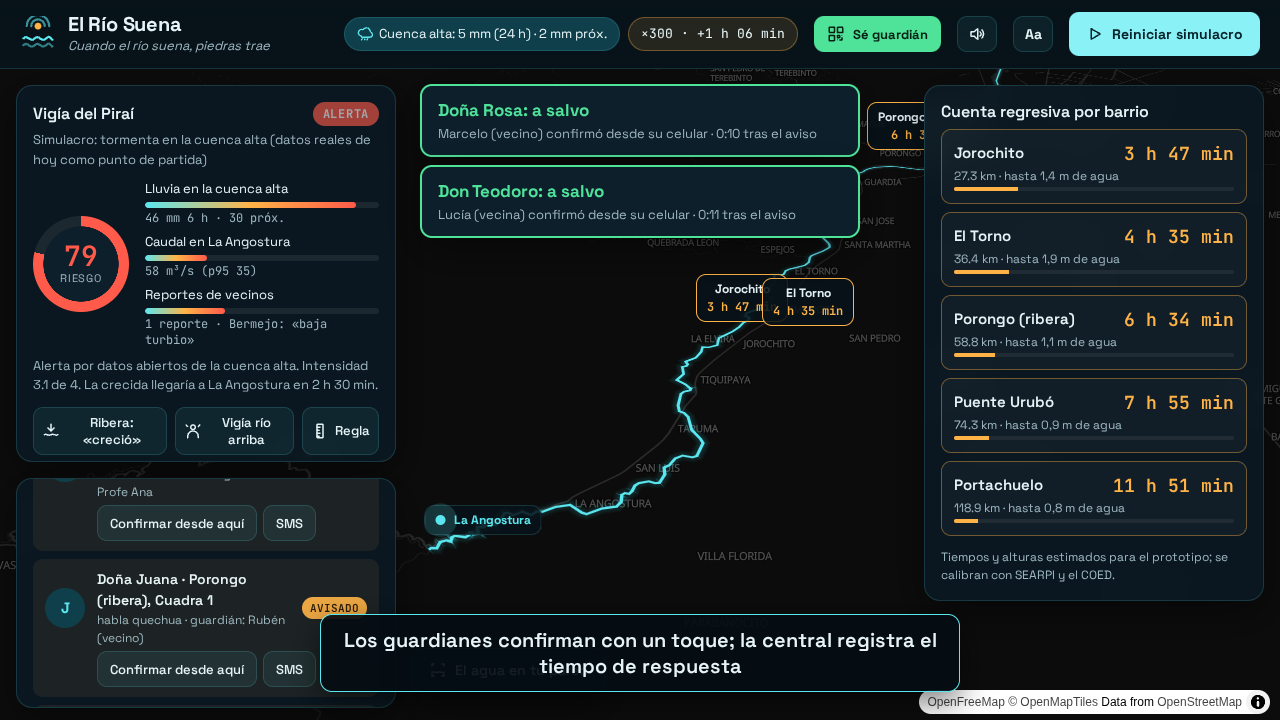 El Río Suena
Cuando el río suena, piedras trae
Cuenca alta: 5 mm (24 h) · 2 mm próx.
×300 · +1 h 06 min
Sé guardián
Aa
Reiniciar simulacro
Vigía del Piraí
ALERTA
Simulacro: tormenta en la cuenca alta (datos reales de
hoy como punto de partida)
79
RIESGO
Lluvia en la cuenca alta
46 mm 6 h · 30 próx.
Caudal en La Angostura
58 m³/s (p95 35)
Reportes de vecinos
1 reporte · Bermejo: «baja
turbio»
Alerta por datos abiertos de la cuenca alta. Intensidad
3.1 de 4. La crecida llegaría a La Angostura en 2 h 30 min.
Ribera:
«creció»
Vigía río
arriba
Regla
Profe Ana
Confirmar desde aquí
SMS
J
Doña Juana · Porongo
(ribera), Cuadra 1
habla quechua · guardián: Rubén
(vecino)
AVISADO
Confirmar desde aquí
SMS
TEREBINTO
TEREBINTO
Doña Rosa: a salvo
Marcelo (vecino) confirmó desde su celular · 0:10 tras el aviso
Don Teodoro: a salvo
Lucía (vecina) confirmó desde su celular · 0:11 tras el aviso
PORONGO
QUEBRADA LEON
ESPEJOS
SANTA MARTHA
EL TORNO
Jorochito
3 h 47 m
El Torno
4 h 35 min
JOROCHITO
SAN PEDRO
TIQUIPAYA
SAN LUIS
LA ANGOSTURA
La Angostura
VILLA FLORIDA
Cuenta regresiva por barrio
Jorochito
3 h 47 min
27.3 km · hasta 1,4 m de agua
El Torno
4 h 35 min
36.4 km · hasta 1,9 m de agua
Porongo (ribera)
6 h 34 min
58.8 km · hasta 1,1 m de agua
Puente Urubó
7 h 55 min
74.3 km · hasta 0,9 m de agua
Portachuelo
11 h 51 min
118.9 km · hasta 0,8 m de agua
Tiempos y alturas estimados para el prototipo; se
calibran con SEARPI y el COED.
Los guardianes confirman con un toque; la central registra el
tiempo de respuesta
OpenFreeMap © OpenMapTiles Data from OpenStreetMap